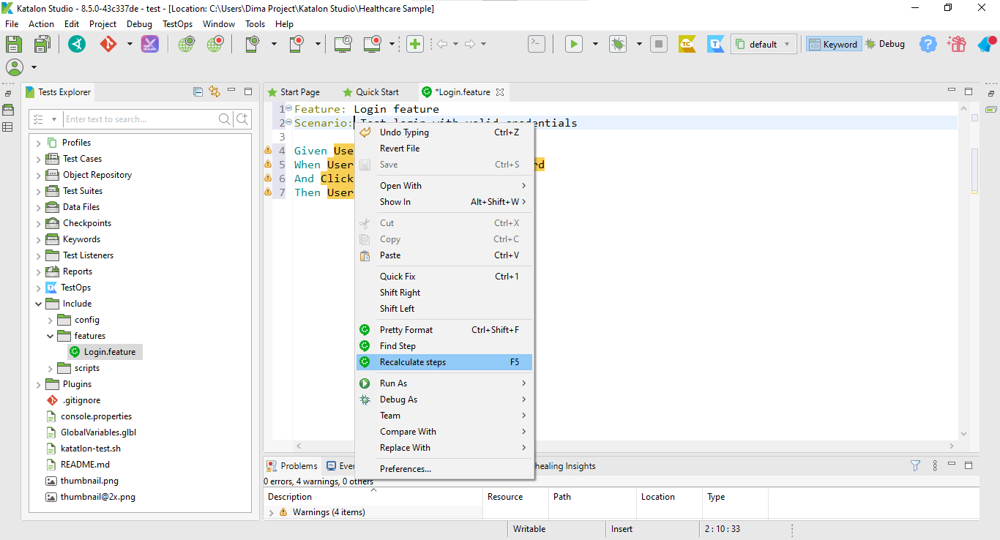 Katalon Studio - 8.5.0-43c337de - test - [Location: C:\Users\Dima Project\Katalon Studio\Healthcare Sample]
File Action Edit Project Debug TestOps Window Tools Help
TC T default Keyword Debug
Tests Explorer
Enter text to search...
Profiles
Test Cases
Object Repository
Test Suites
Data Files
Checkpoints
Keywords
Test Listeners
Reports
TestOps
Include
config
features
Login.feature
scripts
Plugins
.gitignore
console.properties
GlobalVariables.glbl
katatlon-test.sh
README.md
thumbnail.png
thumbnail@2x.png
Start Page Quick Start *Login.feature
1 Feature: Login feature
2 Scenario: Test login with valid credentials
3
4 Given Use
5 When User rd
6 And Click
7 Then User
Undo Typing Ctrl+Z
Revert File
Save Ctrl+S
Open With
Show In Alt+Shift+W
Cut Ctrl+X
Copy Ctrl+C
Paste Ctrl+V
Quick Fix Ctrl+1
Shift Right
Shift Left
Pretty Format Ctrl+Shift+F
Find Step
Recalculate steps F5
Run As
Debug As
Team
Compare With
Replace With
Preferences...
Problems Ever healing Insights
0 errors, 4 warnings, 0 others
Description Resource Path Location Type
Warnings (4 items)
Writable Insert 2 : 10 : 33